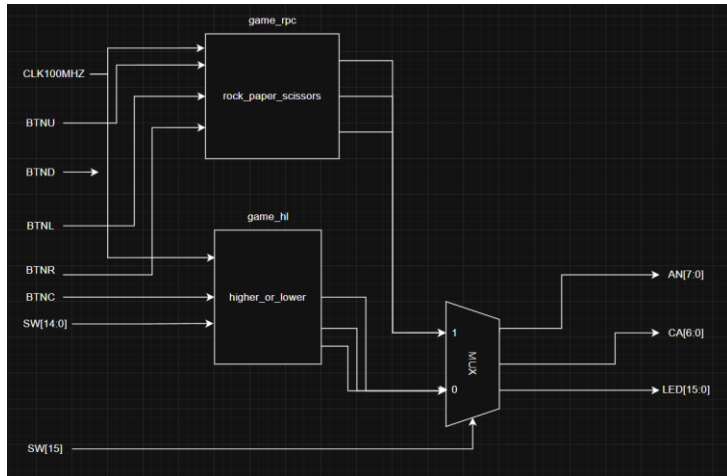 game_rpc
CLK100MHZ
rock_paper_scissors
BTNU
BTND
BTNL
game_hl
BTNR
BTNC
higher_or_lower
SW[14:0]
AN[7:0]
1
MUX
CA[6:0]
0
LED[15:0]
SW[15]